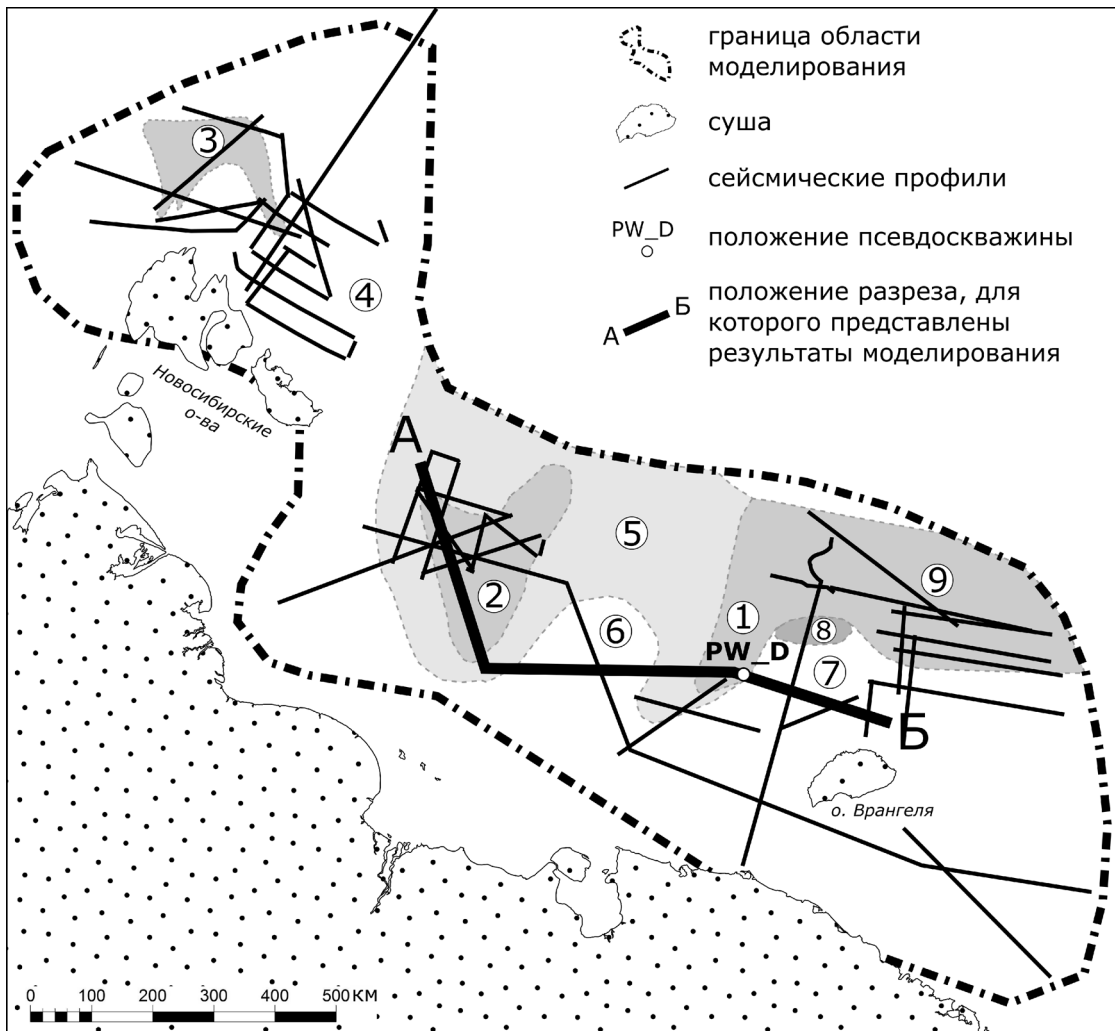 граница области
моделирования
суша
сейсмические профили
PW_D
положение псевдоскважины
А Б
положение разреза, для
которого представлены
результаты моделирования
3
4
Новосибирские
о-ва
А
5
9
2
6
1
8
PW_D
7
Б
о. Врангеля
0 100 200 300 400 500 км